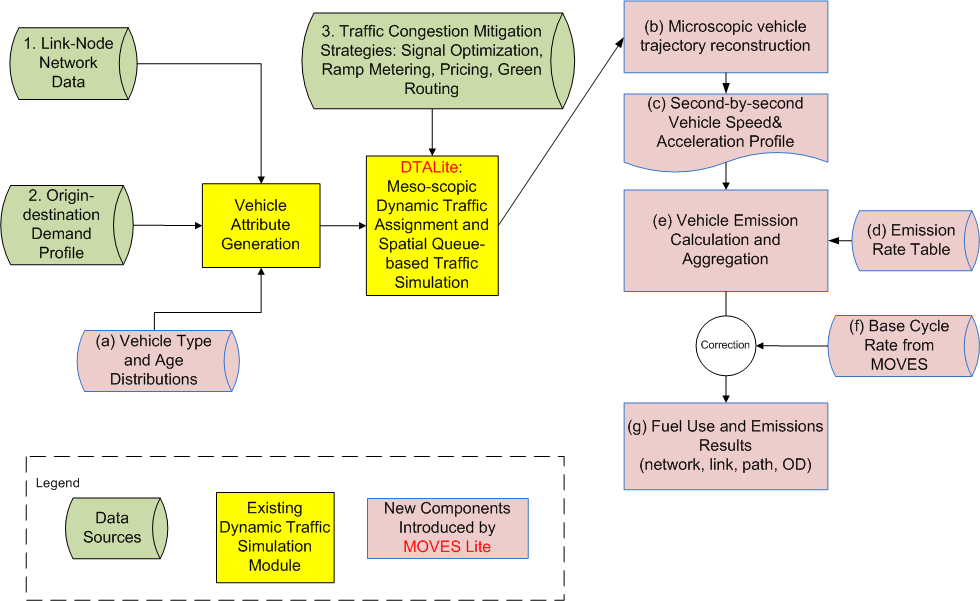 1. Link-Node
Network
Data
3. Traffic Congestion Mitigation
Strategies: Signal Optimization,
Ramp Metering, Pricing, Green
Routing
(b) Microscopic vehicle
trajectory reconstruction
(c) Second-by-second
Vehicle Speed&
Acceleration Profile
2. Origin-
destination
Demand
Profile
Vehicle
Attribute
Generation
DTALite:
Meso-scopic
Dynamic Traffic
Assignment and
Spatial Queue-
based Traffic
Simulation
(e) Vehicle Emission
Calculation and
Aggregation
(d) Emission
Rate Table
(a) Vehicle Type
and Age
Distributions
Correction
(f) Base Cycle
Rate from
MOVES
(g) Fuel Use and Emissions
Results
(network, link, path, OD)
Legend
Data
Sources
Existing
Dynamic Traffic
Simulation
Module
New Components
Introduced by
MOVES Lite